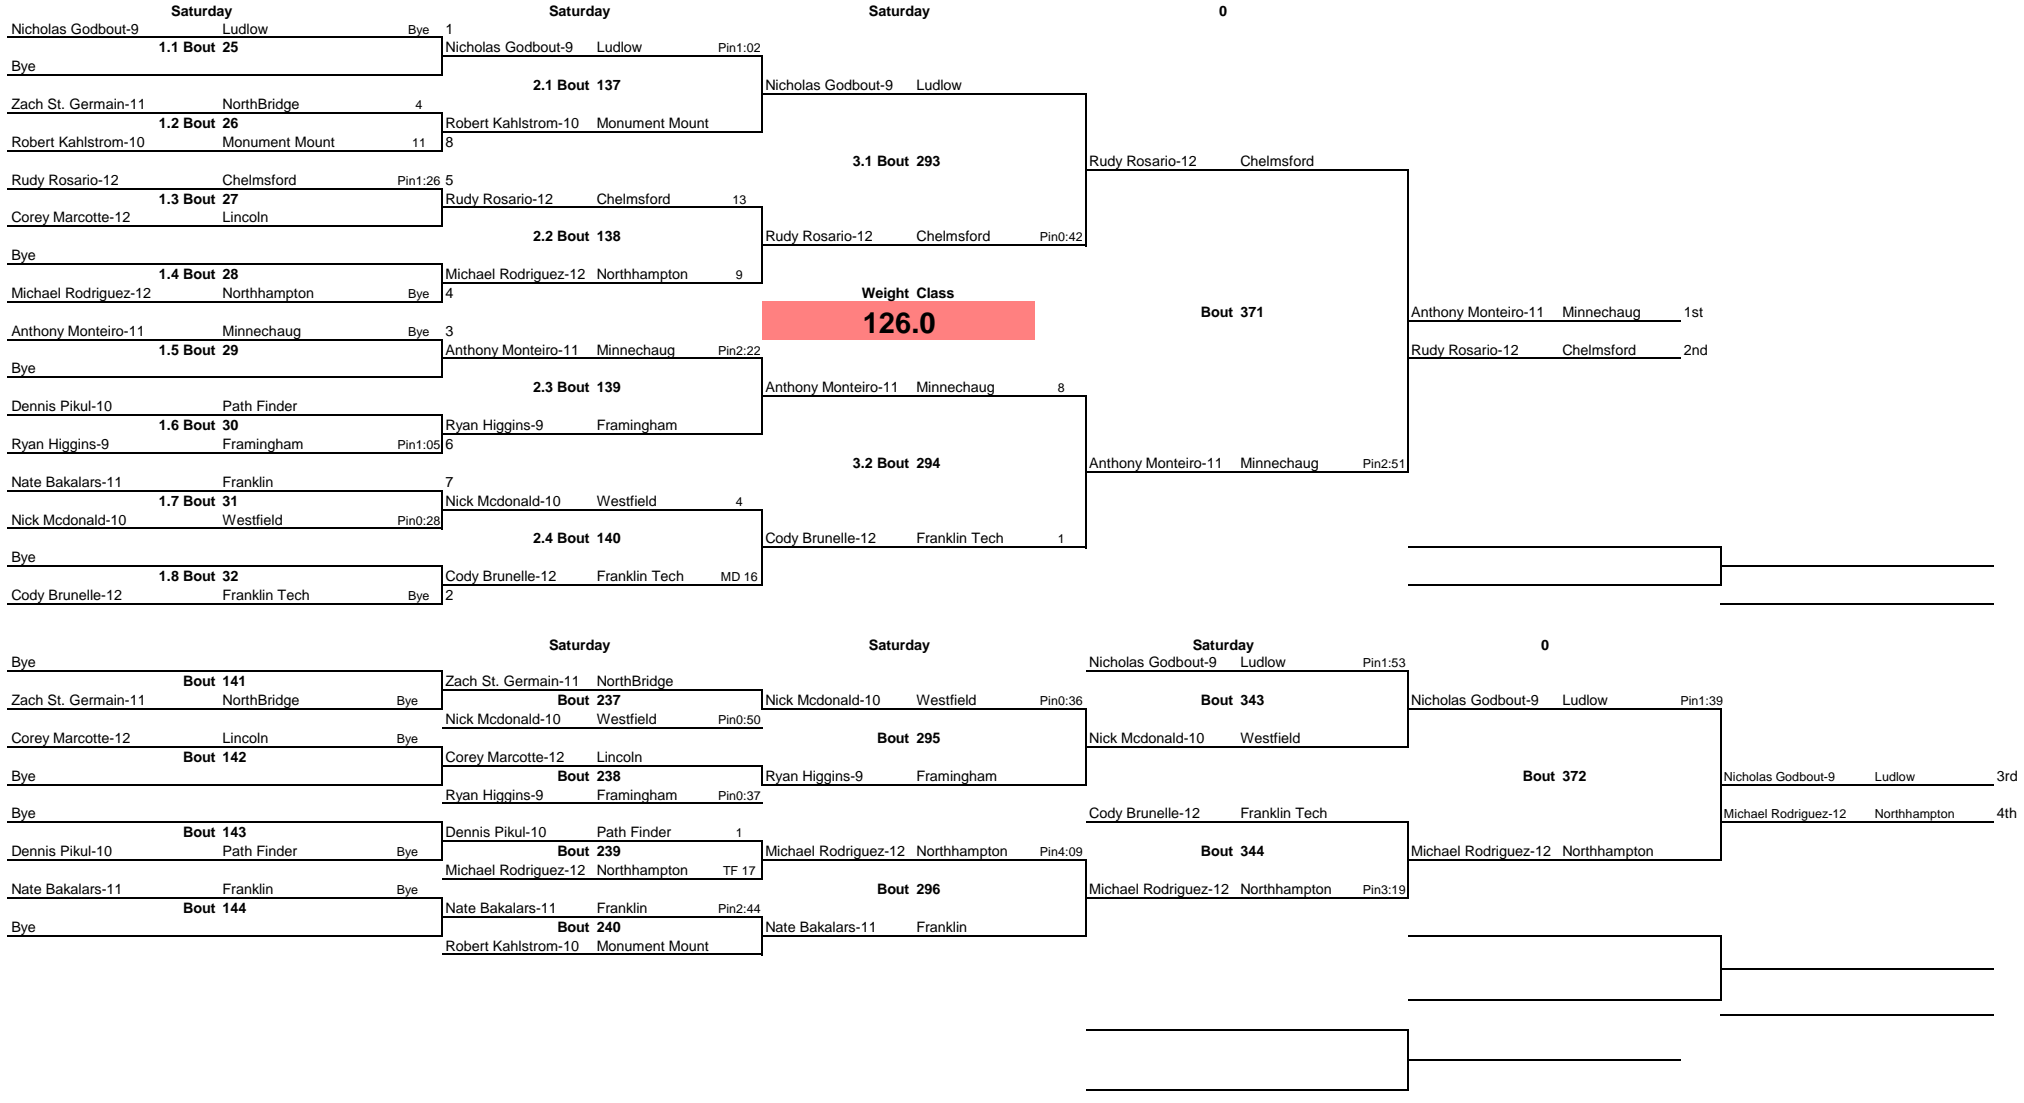 Saturday Saturday Saturday 0
Nicholas Godbout-9 Ludlow Bye 1
1.1 Bout 25 Nicholas Godbout-9 Ludlow Pin1:02
Bye
2.1 Bout 137 Nicholas Godbout-9 Ludlow
Zach St. Germain-11 NorthBridge 4
1.2 Bout 26 Robert Kahlstrom-10 Monument Mount
Robert Kahlstrom-10 Monument Mount 11 8
3.1 Bout 293 Rudy Rosario-12 Chelmsford
Rudy Rosario-12 Chelmsford Pin1:26 5
1.3 Bout 27 Rudy Rosario-12 Chelmsford 13
Corey Marcotte-12 Lincoln
2.2 Bout 138 Rudy Rosario-12 Chelmsford Pin0:42
Bye
1.4 Bout 28 Michael Rodriguez-12 Northhampton 9
Michael Rodriguez-12 Northhampton Bye 4 Weight Class
Bout 371 Anthony Monteiro-11 Minnechaug 1st
126.0
Anthony Monteiro-11 Minnechaug Bye 3
1.5 Bout 29 Anthony Monteiro-11 Minnechaug Pin2:22 Rudy Rosario-12 Chelmsford 2nd
Bye
2.3 Bout 139 Anthony Monteiro-11 Minnechaug 8
Dennis Pikul-10 Path Finder
1.6 Bout 30 Ryan Higgins-9 Framingham
Ryan Higgins-9 Framingham Pin1:05 6
3.2 Bout 294 Anthony Monteiro-11 Minnechaug Pin2:51
Nate Bakalars-11 Franklin 7
1.7 Bout 31 Nick Mcdonald-10 Westfield 4
Nick Mcdonald-10 Westfield Pin0:28
2.4 Bout 140 Cody Brunelle-12 Franklin Tech 1
Bye
1.8 Bout 32 Cody Brunelle-12 Franklin Tech MD 16
Cody Brunelle-12 Franklin Tech Bye 2
Saturday Saturday Saturday 0
Bye Nicholas Godbout-9 Ludlow Pin1:53
Bout 141 Zach St. Germain-11 NorthBridge
Zach St. Germain-11 NorthBridge Bye Bout 237 Nick Mcdonald-10 Westfield Pin0:36 Bout 343 Nicholas Godbout-9 Ludlow Pin1:39
Nick Mcdonald-10 Westfield Pin0:50
Corey Marcotte-12 Lincoln Bye Bout 295 Nick Mcdonald-10 Westfield
Bout 142 Corey Marcotte-12 Lincoln
Bye Bout 238 Ryan Higgins-9 Framingham Bout 372 Nicholas Godbout-9 Ludlow 3rd
Ryan Higgins-9 Framingham Pin0:37
Bye Cody Brunelle-12 Franklin Tech Michael Rodriguez-12 Northhampton 4th
Bout 143 Dennis Pikul-10 Path Finder 1
Dennis Pikul-10 Path Finder Bye Bout 239 Michael Rodriguez-12 Northhampton Pin4:09 Bout 344 Michael Rodriguez-12 Northhampton
Michael Rodriguez-12 Northhampton TF 17
Nate Bakalars-11 Franklin Bye Bout 296 Michael Rodriguez-12 Northhampton Pin3:19
Bout 144 Nate Bakalars-11 Franklin Pin2:44
Bye Bout 240 Nate Bakalars-11 Franklin
Robert Kahlstrom-10 Monument Mount